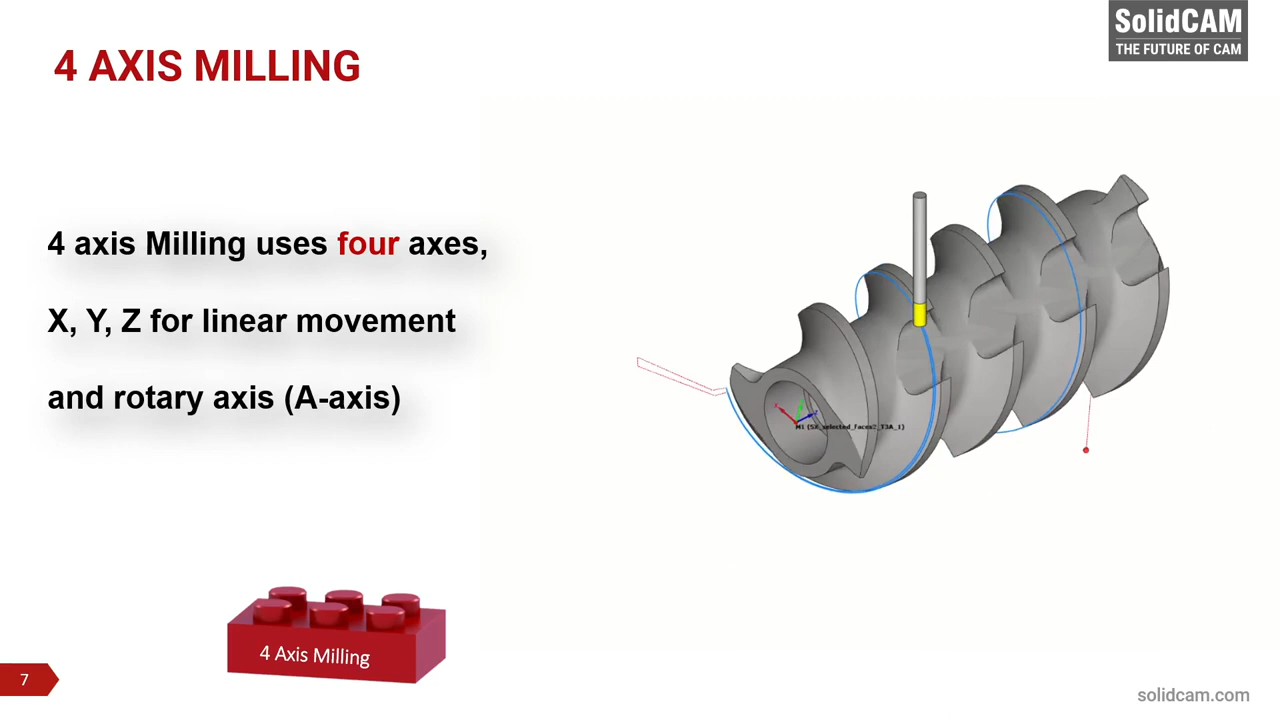 SolidCAM
THE FUTURE OF CAM
4 AXIS MILLING
4 axis Milling uses four axes,
X, Y, Z for linear movement
and rotary axis (A-axis)
4 Axis Milling
7
solidcam.com